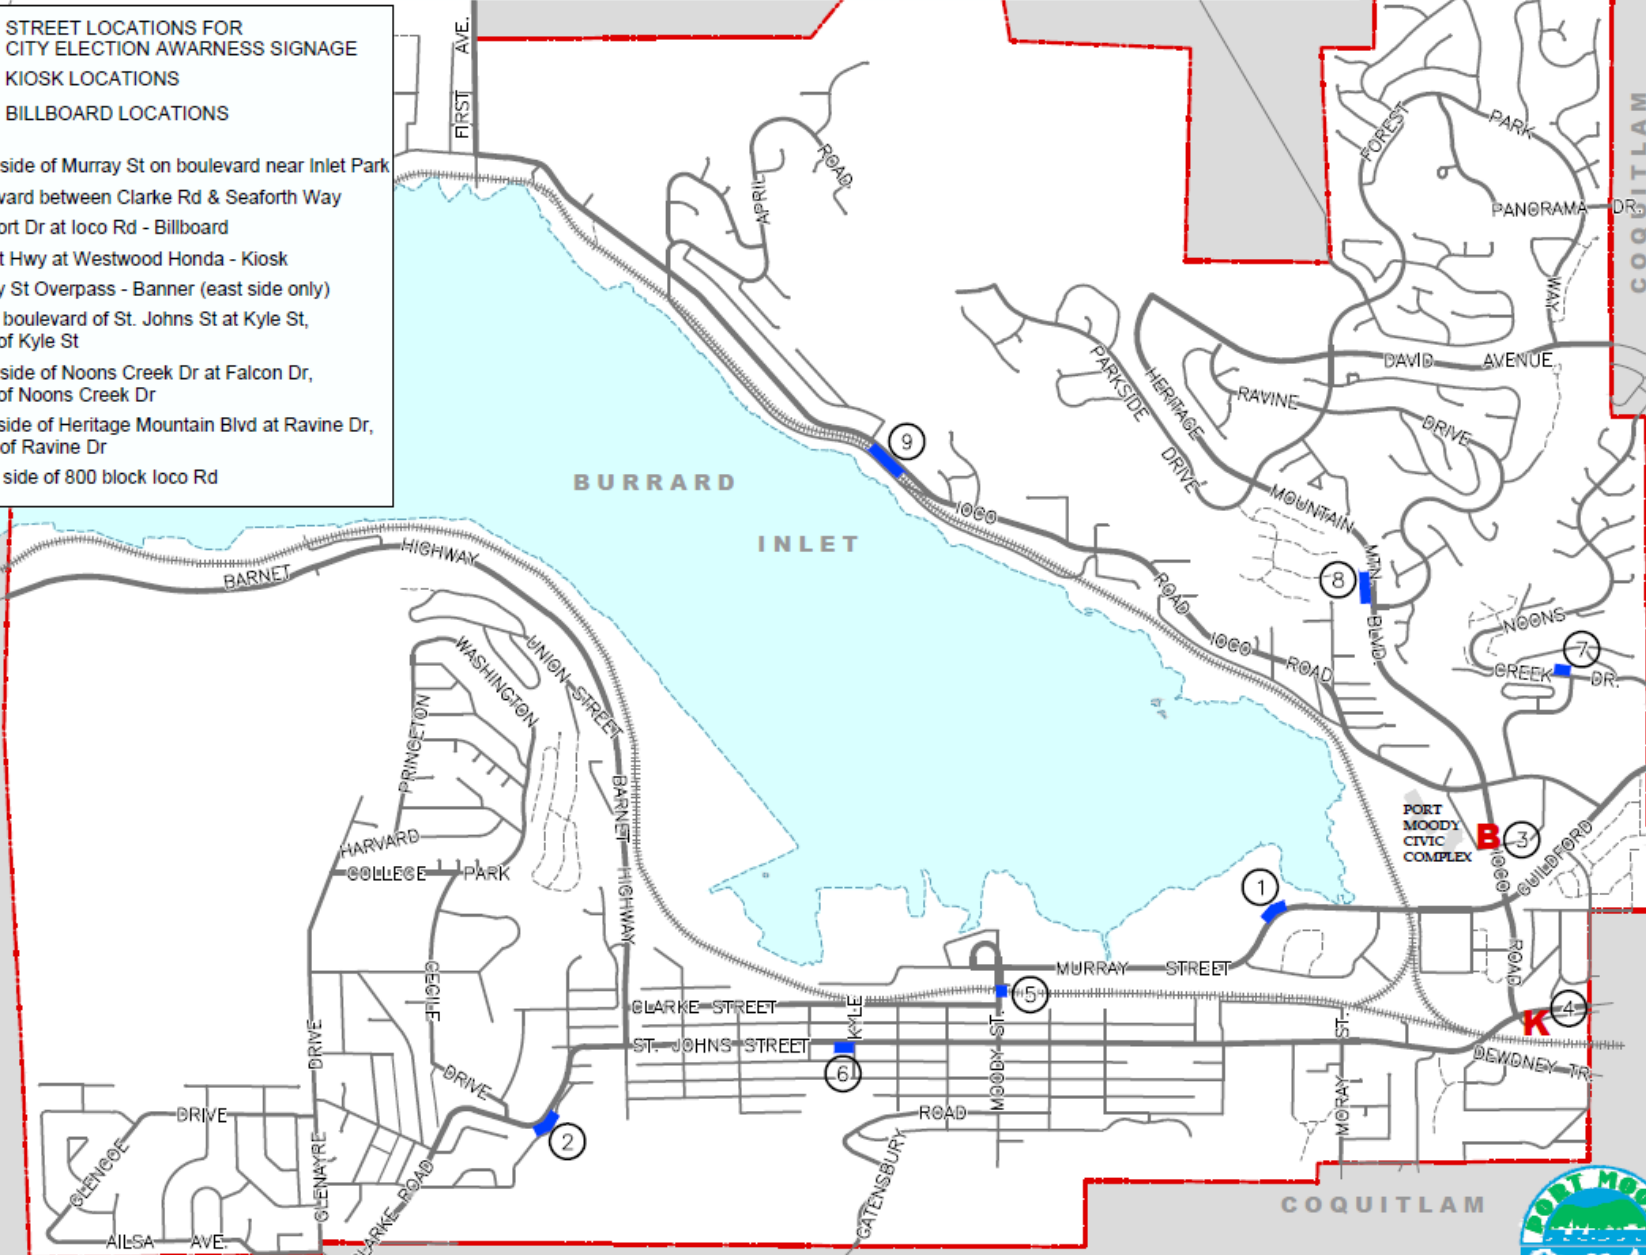 STREET LOCATIONS FOR
CITY ELECTION AWARNESS SIGNAGE
KIOSK LOCATIONS
BILLBOARD LOCATIONS
side of Murray St on boulevard near Inlet Park
between Clarke Rd & Seaforth Way
Dr at Ioco Rd - Billboard
Hwy at Westwood Honda - Kiosk
St Overpass - Banner (east side only)
boulevard of St. Johns St at Kyle St,
of Kyle St
side of Noons Creek Dr at Falcon Dr,
of Noons Creek Dr
side of Heritage Mountain Blvd at Ravine Dr,
of Ravine Dr
side of 800 block Ioco Rd
FIRST AVE.
APRIL
ROAD
FOREST
PARK
WAY
PANORAMA DR.
COQUITLAM
DAVID AVENUE
RAVINE
DRIVE
HERITAGE
MOUNTAIN
PARKSIDE
DRIVE
BURRARD
INLET
9
IOCO
ROAD
IOCO
ROAD
8
MTN. BLVD.
NOONS
CREEK DR.
7
BARNET
HIGHWAY
WASHINGTON
UNION STREET
PRINCETON
BARNET HIGHWAY
HARVARD
COLLEGE PARK
PORT
MOODY
CIVIC
COMPLEX
B
3
GUILDFORD
IOCO
ROAD
1
MURRAY STREET
5
4
K
CECILE
DRIVE
CLARKE STREET
KYLE
ST. JOHNS STREET
6
MOODY ST.
MORAY ST.
DEWDNEY TR.
2
ROAD
GATENSBURY
DRIVE
GLENCOE
GLENAYRE DRIVE
CLARKE ROAD
AILSA AVE.
COQUITLAM
PORT